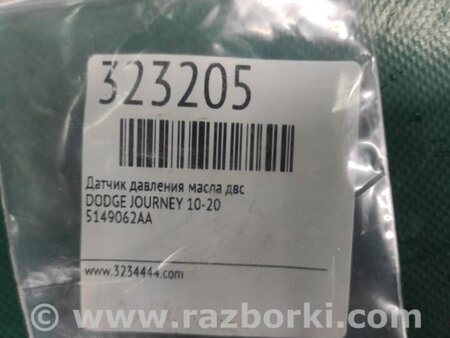 323205
Датчик давления масла двс
DODGE JOURNEY 10-20
5149062AA
www.3234444.com
www.razborki.com